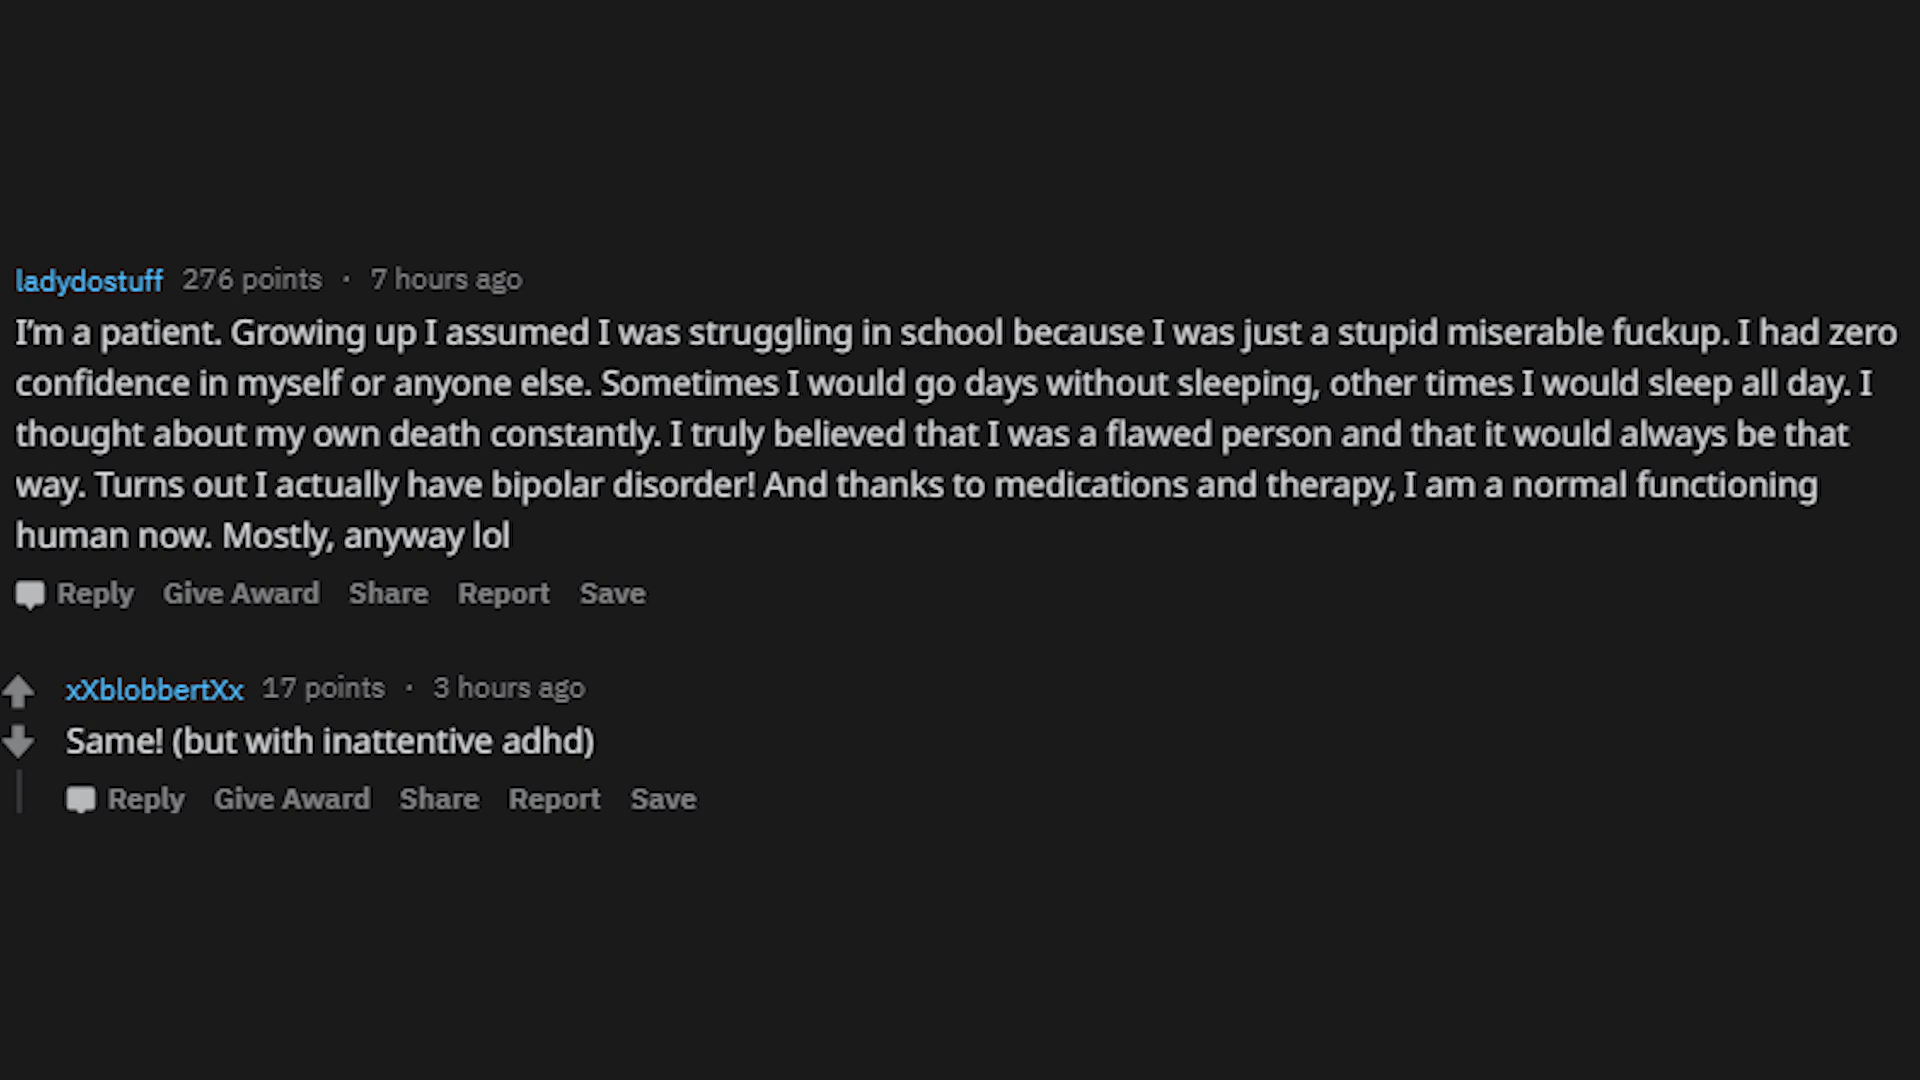 ladydostuff 276 points · 7 hours ago
I’m a patient. Growing up I assumed I was struggling in school because I was just a stupid miserable fuckup. I had zero
confidence in myself or anyone else. Sometimes I would go days without sleeping, other times I would sleep all day. I
thought about my own death constantly. I truly believed that I was a flawed person and that it would always be that
way. Turns out I actually have bipolar disorder! And thanks to medications and therapy, I am a normal functioning
human now. Mostly, anyway lol
Reply Give Award Share Report Save
xXblobbertXx 17 points · 3 hours ago
Same! (but with inattentive adhd)
Reply Give Award Share Report Save